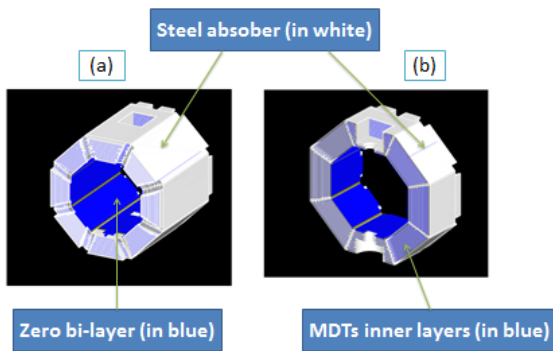 Steel absober (in white)
(a)
(b)
Zero bi-layer (in blue)
MDTs inner layers (in blue)